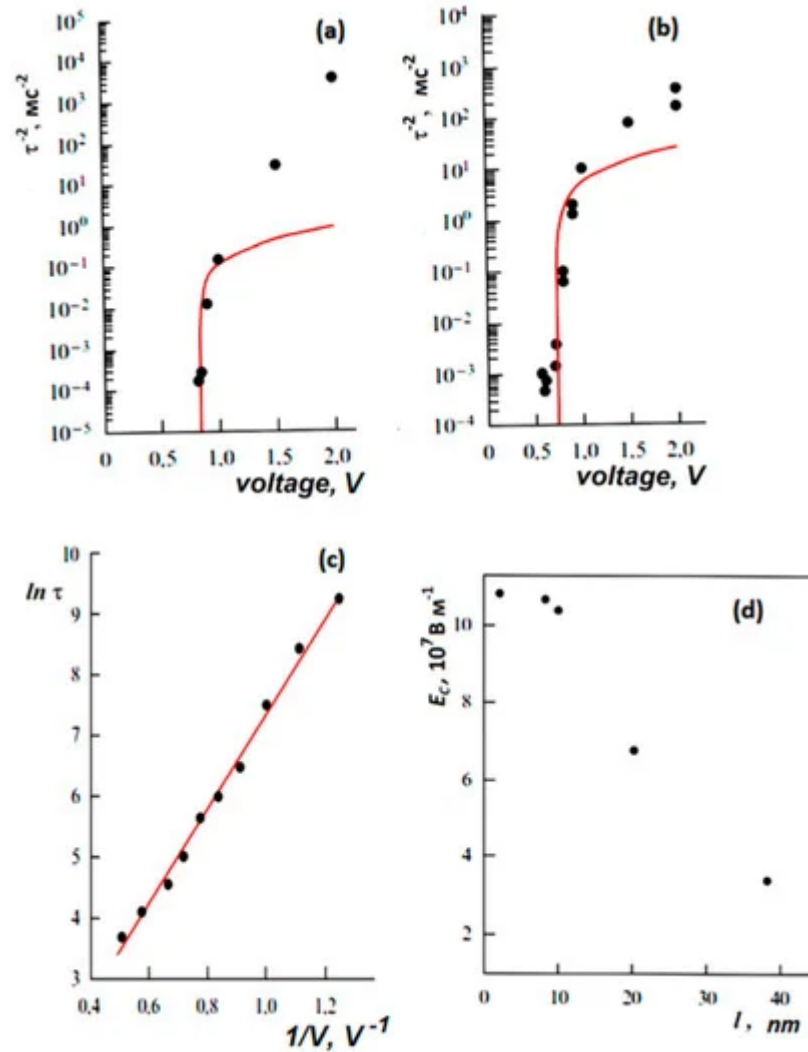 (a)
τ⁻², мс⁻²
10⁵
10⁴
10³
10²
10¹
10⁰
10⁻¹
10⁻²
10⁻³
10⁻⁴
10⁻⁵
0 0,5 1.0 1.5 2.0
voltage, V
(b)
τ⁻², мс⁻²
10⁴
10³
10²
10¹
10⁰
10⁻¹
10⁻²
10⁻³
10⁻⁴
0 0,5 1.0 1.5 2.0
voltage, V
(c)
ln τ
10
9
8
7
6
5
4
3
0,4 0,6 0,8 1,0 1.2
1/V, V⁻¹
(d)
E_C, 10⁷ В м⁻¹
10
8
6
4
2
0 10 20 30 40
l, nm